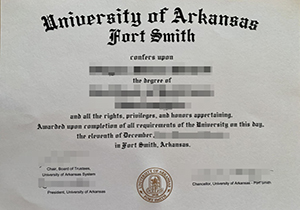 University of Arkansas
Fort Smith
confers upon
the degree of
and all the rights, privileges, and honors appertaining.
Awarded upon completion of all requirements of the University on this day,
the eleventh of December,
in Fort Smith, Arkansas.
Chair, Board of Trustees,
University of Arkansas System
President, University of Arkansas
Chancellor, University of Arkansas - Fort Smith